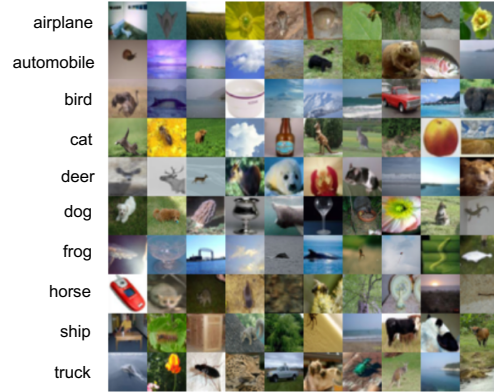 airplane
automobile
bird
cat
deer
dog
frog
horse
ship
truck